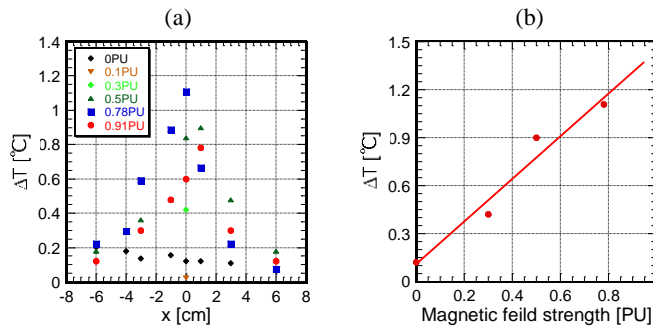 (a)
ΔT [℃]
1.4
1.2
1
0.8
0.6
0.4
0.2
0
0PU
0.1PU
0.3PU
0.5PU
0.78PU
0.91PU
-8 -6 -4 -2 0 2 4 6 8
x [cm]
(b)
ΔT [℃]
1.5
1.2
0.9
0.6
0.3
0
0 0.2 0.4 0.6 0.8 1
Magnetic feild strength [PU]